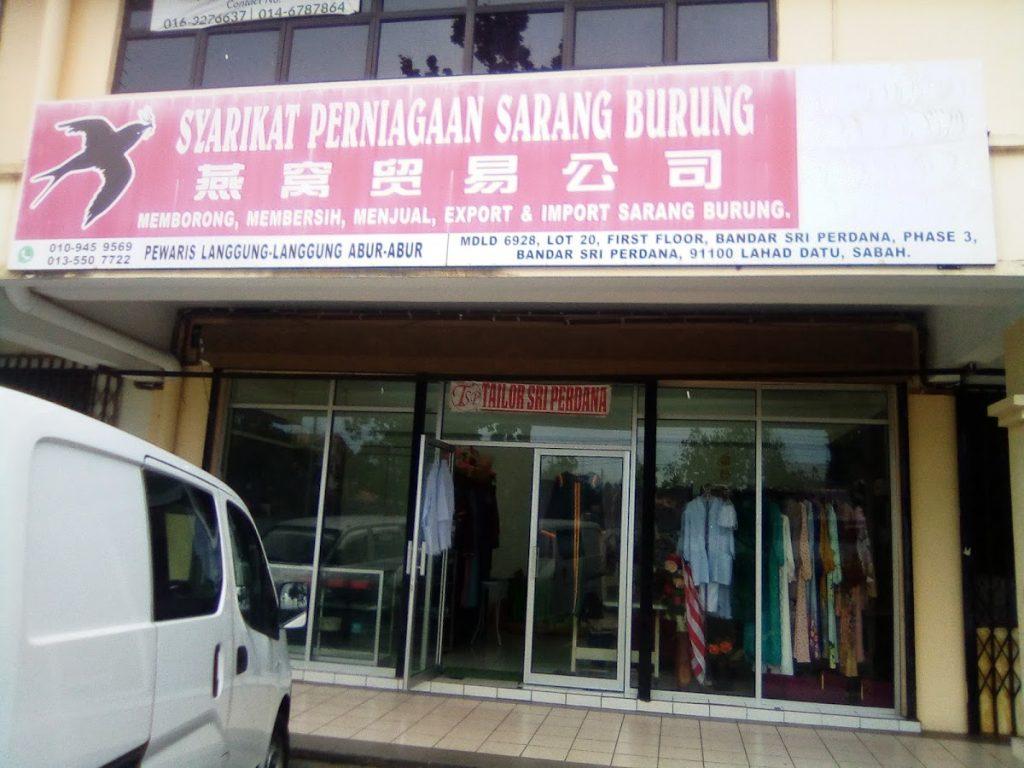 Contact No.
016-3276637 | 014-6787864
SYARIKAT PERNIAGAAN SARANG BURUNG
燕窝贸易公司
MEMBORONG, MEMBERSIH, MENJUAL, EXPORT & IMPORT SARANG BURUNG.
010-945 9569
013-550 7722
PEWARIS LANGGUNG-LANGGUNG ABUR-ABUR
MDLD 6928, LOT 20, FIRST FLOOR, BANDAR SRI PERDANA, PHASE 3,
BANDAR SRI PERDANA, 91100 LAHAD DATU, SABAH.
TAILOR SRI PERDANA